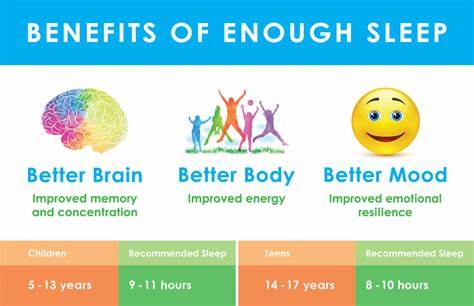 BENEFITS OF ENOUGH SLEEP
Better Brain
Improved memory
and concentration
Better Body
Improved energy
Better Mood
Improved emotional
resilience
Children
Recommended Sleep
Teens
Recommended Sleep
5 - 13 years
9 - 11 hours
14 - 17 years
8 - 10 hours